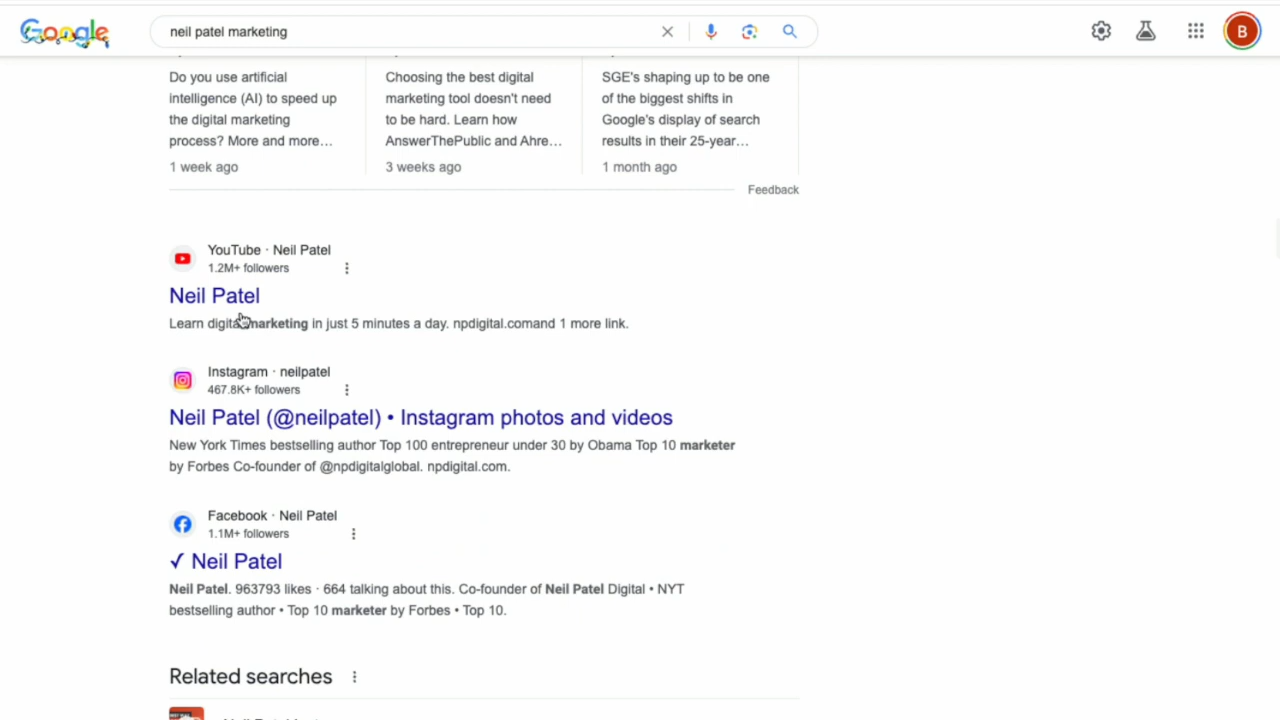 Google
neil patel marketing
B
Do you use artificial
intelligence (AI) to speed up
the digital marketing
process? More and more...
1 week ago
Choosing the best digital
marketing tool doesn't need
to be hard. Learn how
AnswerThePublic and Ahre...
3 weeks ago
SGE's shaping up to be one
of the biggest shifts in
Google's display of search
results in their 25-year...
1 month ago
Feedback
YouTube · Neil Patel
1.2M+ followers
Neil Patel
Learn digital marketing in just 5 minutes a day. npdigital.comand 1 more link.
Instagram · neilpatel
467.8K+ followers
Neil Patel (@neilpatel) • Instagram photos and videos
New York Times bestselling author Top 100 entrepreneur under 30 by Obama Top 10 marketer
by Forbes Co-founder of @npdigitalglobal. npdigital.com.
Facebook · Neil Patel
1.1M+ followers
✓ Neil Patel
Neil Patel. 963793 likes · 664 talking about this. Co-founder of Neil Patel Digital • NYT
bestselling author • Top 10 marketer by Forbes • Top 10.
Related searches